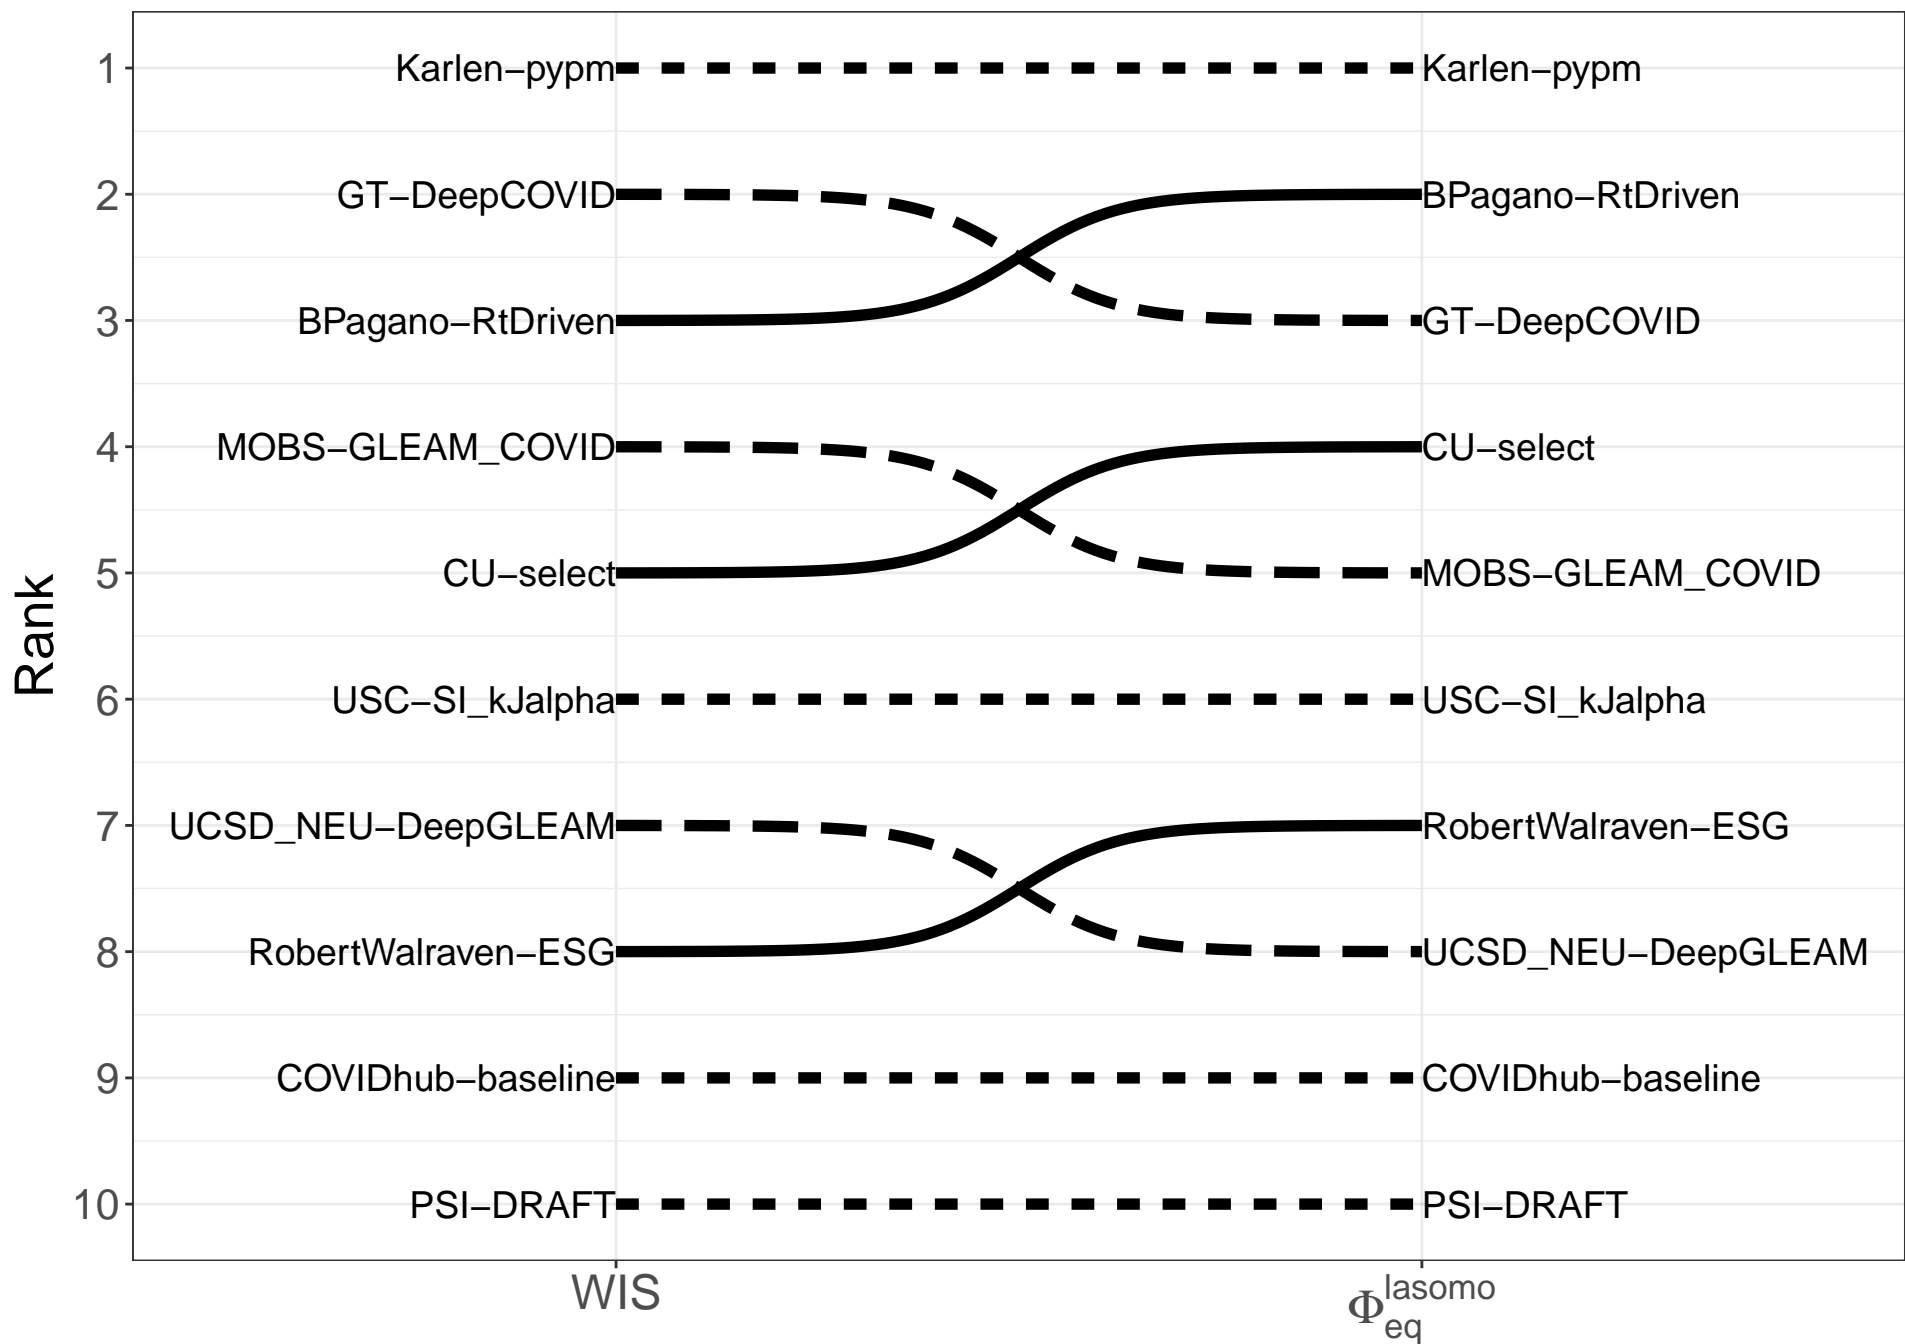 Rank
1 Karlen−pypm Karlen−pypm
2 GT−DeepCOVID BPagano−RtDriven
3 BPagano−RtDriven GT−DeepCOVID
4 MOBS−GLEAM_COVID CU−select
5 CU−select MOBS−GLEAM_COVID
6 USC−SI_kJalpha USC−SI_kJalpha
7 UCSD_NEU−DeepGLEAM RobertWalraven−ESG
8 RobertWalraven−ESG UCSD_NEU−DeepGLEAM
9 COVIDhub−baseline COVIDhub−baseline
10 PSI−DRAFT PSI−DRAFT
WIS Φ lasomo eq